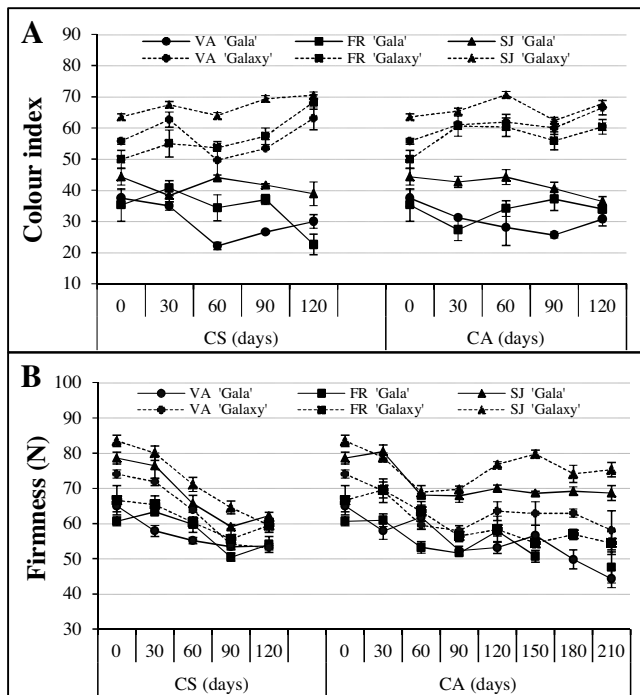 A
VA 'Gala' FR 'Gala' SJ 'Gala'
VA 'Galaxy' FR 'Galaxy' SJ 'Galaxy'
Colour index
90
80
70
60
50
40
30
20
10
0 30 60 90 120 0 30 60 90 120
CS (days) CA (days)
B
VA 'Gala' FR 'Gala' SJ 'Gala'
VA 'Galaxy' FR 'Galaxy' SJ 'Galaxy'
Firmness (N)
100
90
80
70
60
50
40
30
0 30 60 90 120 0 30 60 90 120 150 180 210
CS (days) CA (days)